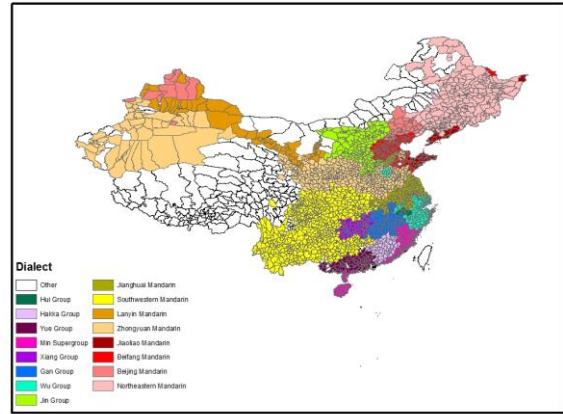 Dialect
Other
Hui Group
Hakka Group
Yue Group
Min Supergroup
Xiang Group
Gan Group
Wu Group
Jin Group
Jianghuai Mandarin
Southwestern Mandarin
Lanyin Mandarin
Zhongyuan Mandarin
Jiaoliao Mandarin
Beifang Mandarin
Beijing Mandarin
Northeastern Mandarin